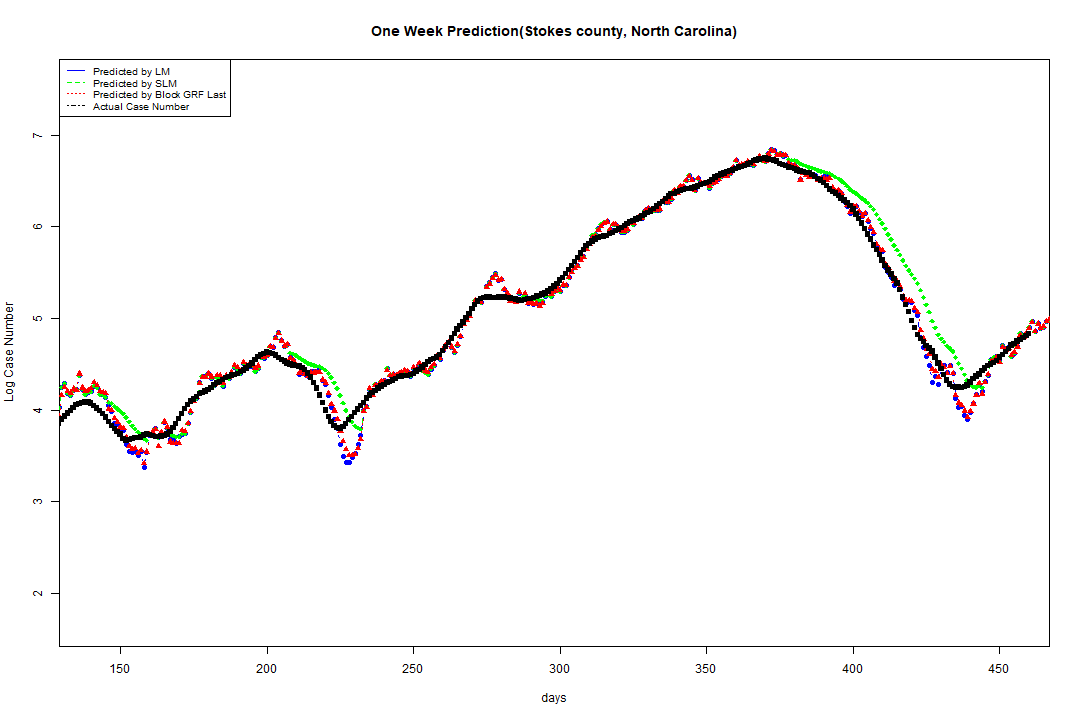 One Week Prediction(Stokes county, North Carolina)
Predicted by LM
Predicted by SLM
Predicted by Block GRF Last
Actual Case Number
Log Case Number
7
6
5
4
3
2
150 200 250 300 350 400 450
days